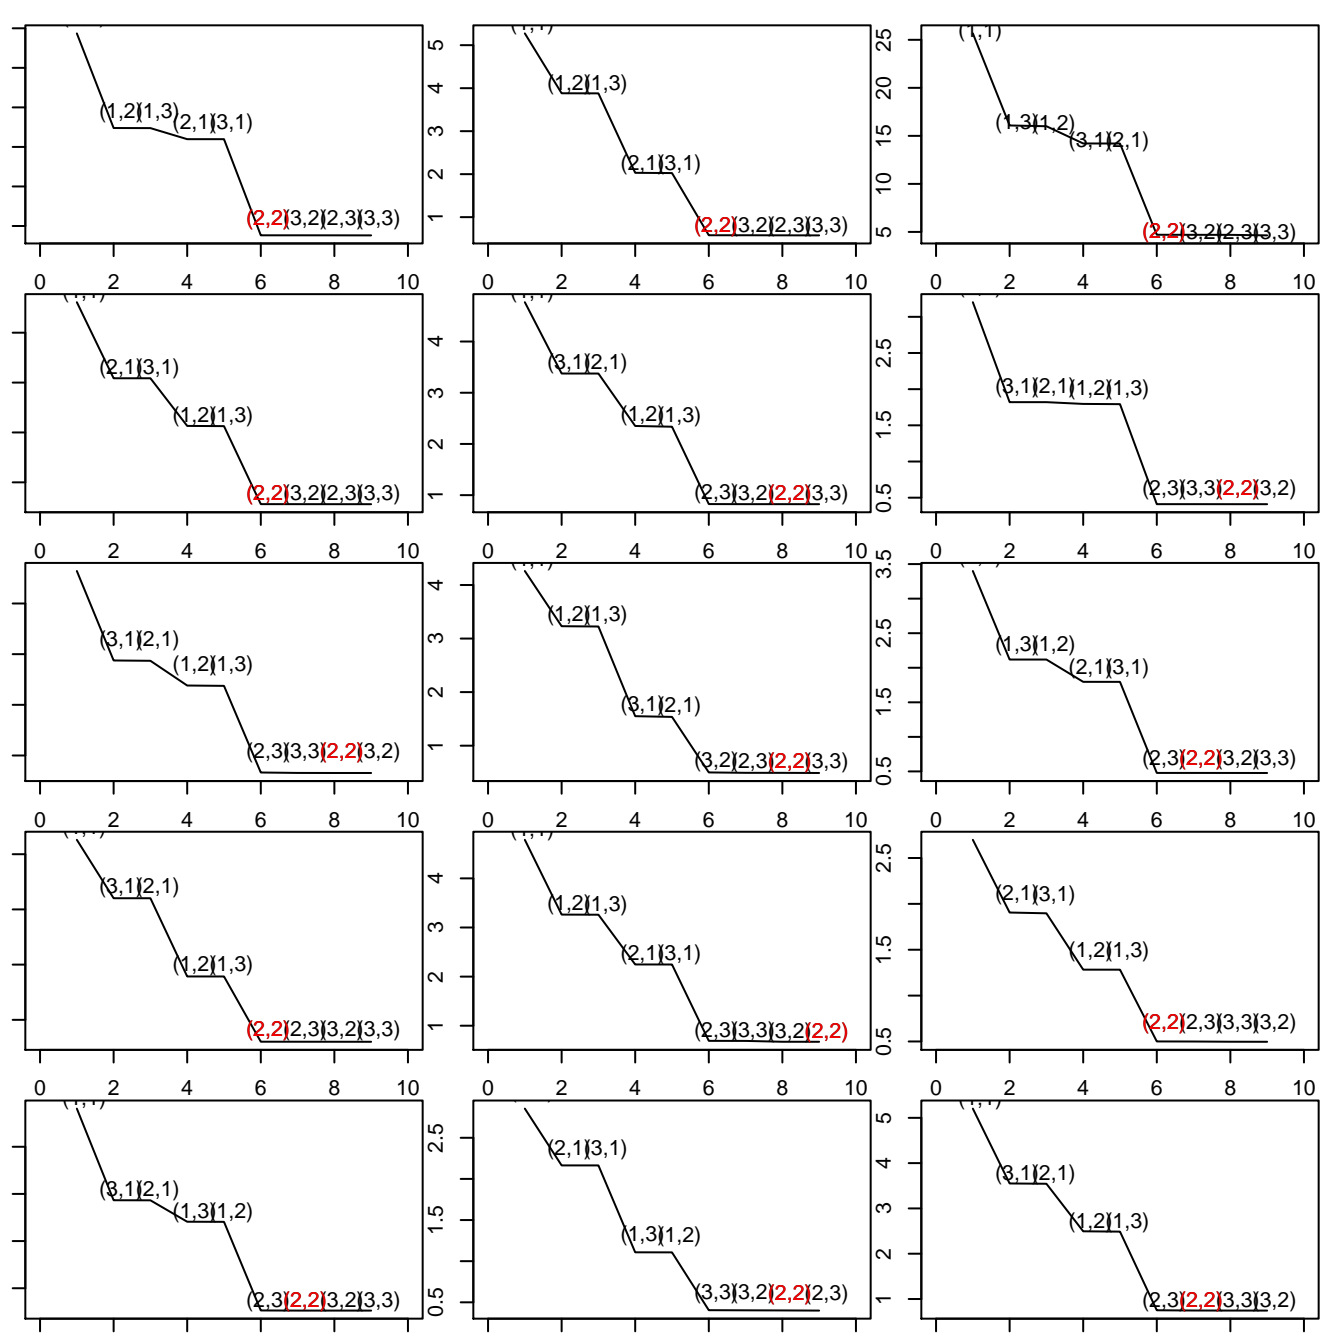 (1,1) (1,1)
(1,2) (1,3) (2,1) (3,1) (2,2) (3,2) (2,3) (3,3)
5 4 3 2 1
(1,2) (1,3) (2,1) (3,1) (2,2) (3,2) (2,3) (3,3)
25 20 15 10 5
(1,3) (1,2) (3,1) (2,1) (2,2) (3,2) (2,3) (3,3)
0 2 4 6 8 10 0 2 4 6 8 10 0 2 4 6 8 10
(1,1) (1,1)
(2,1) (3,1) (1,2) (1,3) (2,2) (3,2) (2,3) (3,3)
4 3 2 1
(3,1) (2,1) (1,2) (1,3) (2,3) (3,2) (2,2) (3,3)
2.5 1.5 0.5
(3,1) (2,1) (1,2) (1,3) (2,3) (3,3) (2,2) (3,2)
0 2 4 6 8 10 0 2 4 6 8 10 0 2 4 6 8 10
(1,1)
(3,1) (2,1) (1,2) (1,3) (2,3) (3,3) (2,2) (3,2)
4 3 2 1
(1,2) (1,3) (3,1) (2,1) (3,2) (2,3) (2,2) (3,3)
3.5 2.5 1.5 0.5
(1,3) (1,2) (2,1) (3,1) (2,3) (2,2) (3,2) (3,3)
0 2 4 6 8 10 0 2 4 6 8 10 0 2 4 6 8 10
(1,1) (1,1)
(3,1) (2,1) (1,2) (1,3) (2,2) (2,3) (3,2) (3,3)
4 3 2 1
(1,2) (1,3) (2,1) (3,1) (2,3) (3,3) (3,2) (2,2)
2.5 1.5 0.5
(2,1) (3,1) (1,2) (1,3) (2,2) (2,3) (3,3) (3,2)
0 2 4 6 8 10 0 2 4 6 8 10 0 2 4 6 8 10
(1,1) (1,1)
(3,1) (2,1) (1,3) (1,2) (2,3) (2,2) (3,2) (3,3)
2.5 1.5 0.5
(2,1) (3,1) (1,3) (1,2) (3,3) (3,2) (2,2) (2,3)
5 4 3 2 1
(3,1) (2,1) (1,2) (1,3) (2,3) (2,2) (3,3) (3,2)